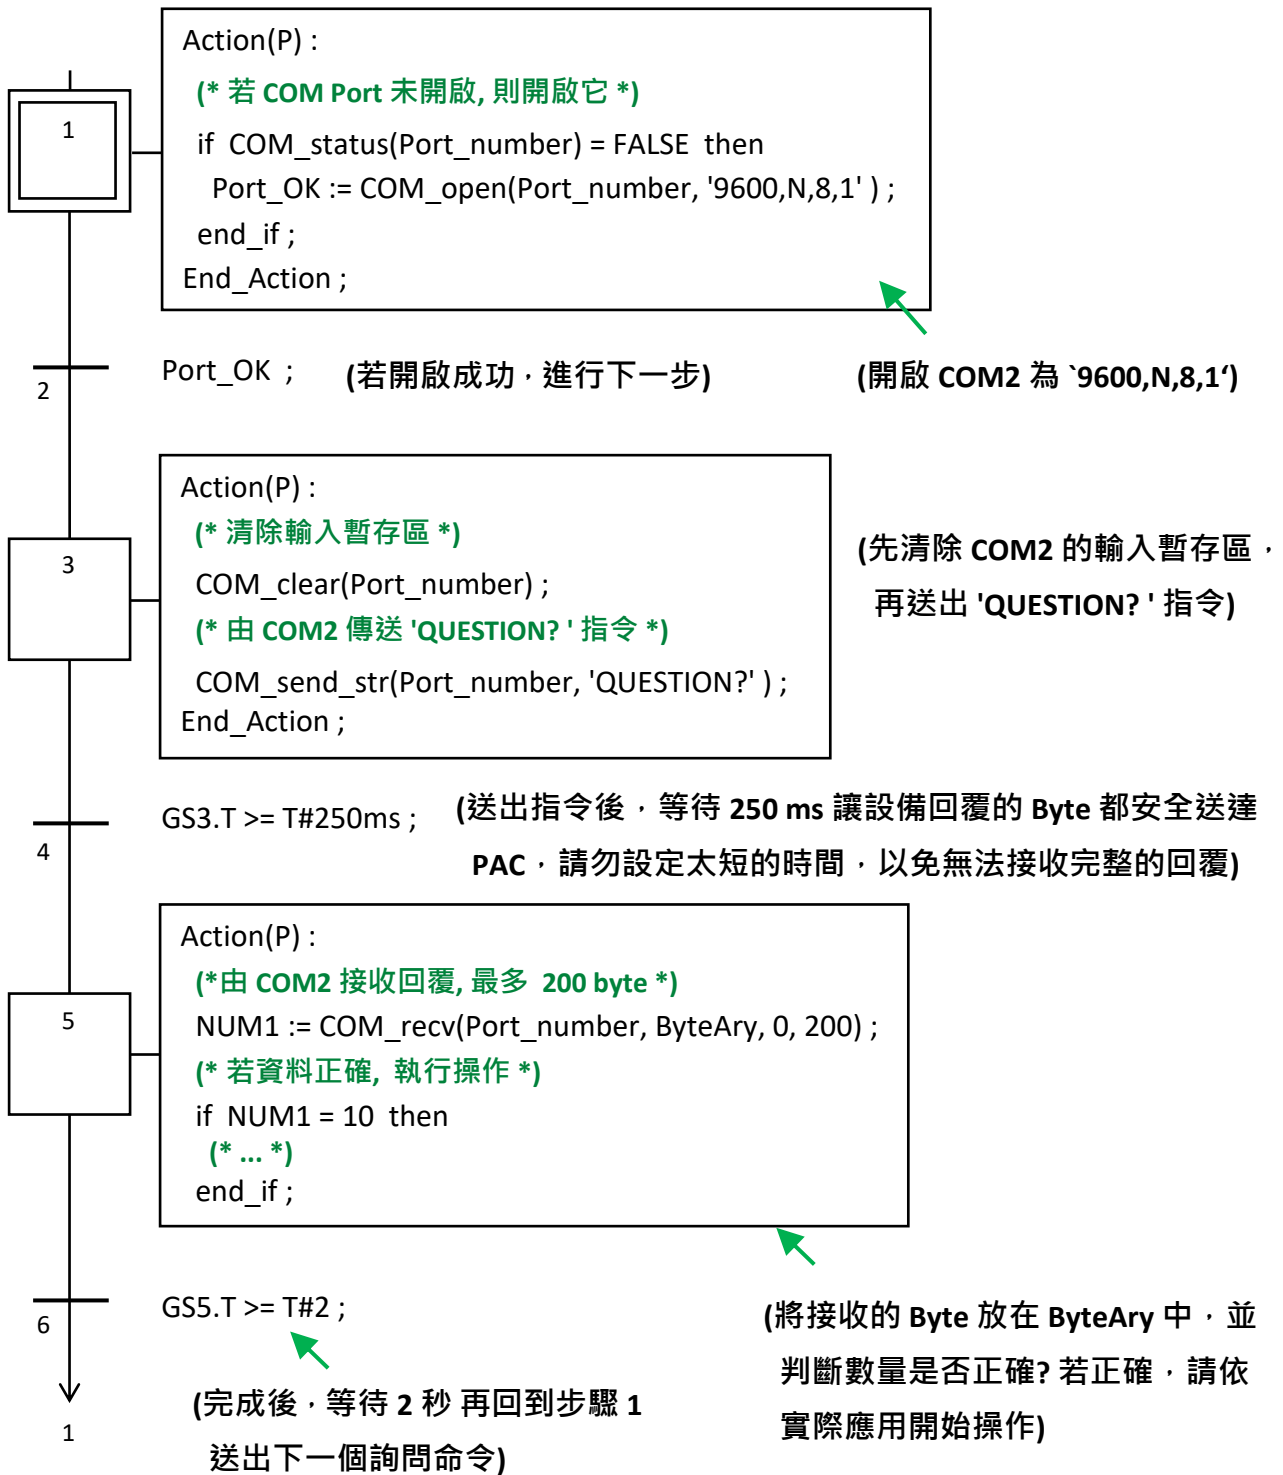 Action(P) :
(* 若 COM Port 未開啟, 則開啟它 *)
1
if COM_status(Port_number) = FALSE then
Port_OK := COM_open(Port_number, '9600,N,8,1' ) ;
end_if ;
End_Action ;
2
Port_OK ;
(若開啟成功，進行下一步)
(開啟 COM2 為 `9600,N,8,1‘)
Action(P) :
(* 清除輸入暫存區 *)
3
COM_clear(Port_number) ;
(* 由 COM2 傳送 'QUESTION? ' 指令 *)
COM_send_str(Port_number, 'QUESTION?' ) ;
End_Action ;
(先清除 COM2 的輸入暫存區，
再送出 'QUESTION? ' 指令)
4
GS3.T >= T#250ms ;
(送出指令後，等待 250 ms 讓設備回覆的 Byte 都安全送達
PAC，請勿設定太短的時間，以免無法接收完整的回覆)
Action(P) :
(*由 COM2 接收回覆, 最多 200 byte *)
5
NUM1 := COM_recv(Port_number, ByteAry, 0, 200) ;
(* 若資料正確, 執行操作 *)
if NUM1 = 10 then
(* ... *)
end_if ;
6
GS5.T >= T#2 ;
(將接收的 Byte 放在 ByteAry 中，並
判斷數量是否正確? 若正確，請依
實際應用開始操作)
(完成後，等待 2 秒 再回到步驟 1
送出下一個詢問命令)
1